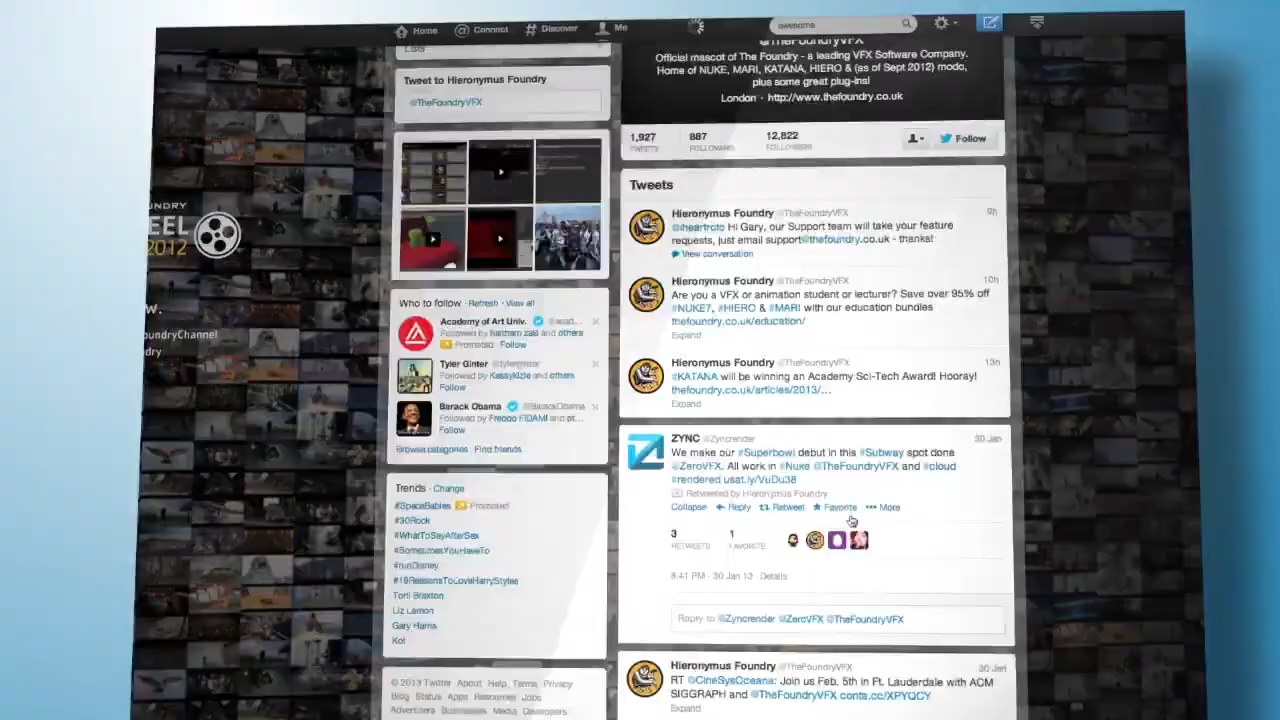 Home
Connect
Discover
Me
awesome
@TheFoundryVFX
Official mascot of The Foundry - a leading VFX Software Company.
Home of NUKE, MARI, KATANA, HIERO & (as of Sept 2012) modo,
plus some great plug-ins!
London · http://www.thefoundry.co.uk
1,927
TWEETS
887
FOLLOWING
12,822
FOLLOWERS
Follow
Lists
Tweet to Hieronymus Foundry
@TheFoundryVFX
UNDRY
EEL
2012
w.
oundryChannel
dry
Who to follow · Refresh · View all
Academy of Art Univ. @acad...
Followed by haitham zaki and others
Promoted · Follow
Tyler Ginter @tylerginter
Followed by KessyKizle and others
Follow
Barack Obama @BarackObama
Followed by Freddo FIDAMI and ot...
Follow
Browse categories · Find friends
Trends · Change
#SpaceBabies Promoted
#30Rock
#WhatToSayAfterSex
#SometimesYouHaveTo
#runDisney
#19ReasonsToLoveHarryStyles
Toni Braxton
Liz Lemon
Gary Harris
Koi
© 2013 Twitter About Help Terms Privacy
Blog Status Apps Resources Jobs
Advertisers Businesses Media Developers
Tweets
Hieronymus Foundry @TheFoundryVFX 9h
@iheartroto Hi Gary, our Support team will take your feature
requests, just email support@thefoundry.co.uk - thanks!
View conversation
Hieronymus Foundry @TheFoundryVFX 10h
Are you a VFX or animation student or lecturer? Save over 95% off
#NUKE7, #HIERO & #MARI with our education bundles
thefoundry.co.uk/education/
Expand
Hieronymus Foundry @TheFoundryVFX 13h
#KATANA will be winning an Academy Sci-Tech Award! Hooray!
thefoundry.co.uk/articles/2013/...
Expand
ZYNC @Zyncrender 30 Jan
We make our #Superbowl debut in this #Subway spot done
@ZeroVFX. All work in #Nuke @TheFoundryVFX and #cloud
#rendered usat.ly/VuDu38
Retweeted by Hieronymus Foundry
Collapse Reply Retweet Favorite More
3
RETWEETS
1
FAVORITE
8:41 PM - 30 Jan 13 · Details
Reply to @Zyncrender @ZeroVFX @TheFoundryVFX
Hieronymus Foundry @TheFoundryVFX 30 Jan
RT @CineSysOceana: Join us Feb. 5th in Ft. Lauderdale with ACM
SIGGRAPH and @TheFoundryVFX conta.cc/XPYQCY
Expand